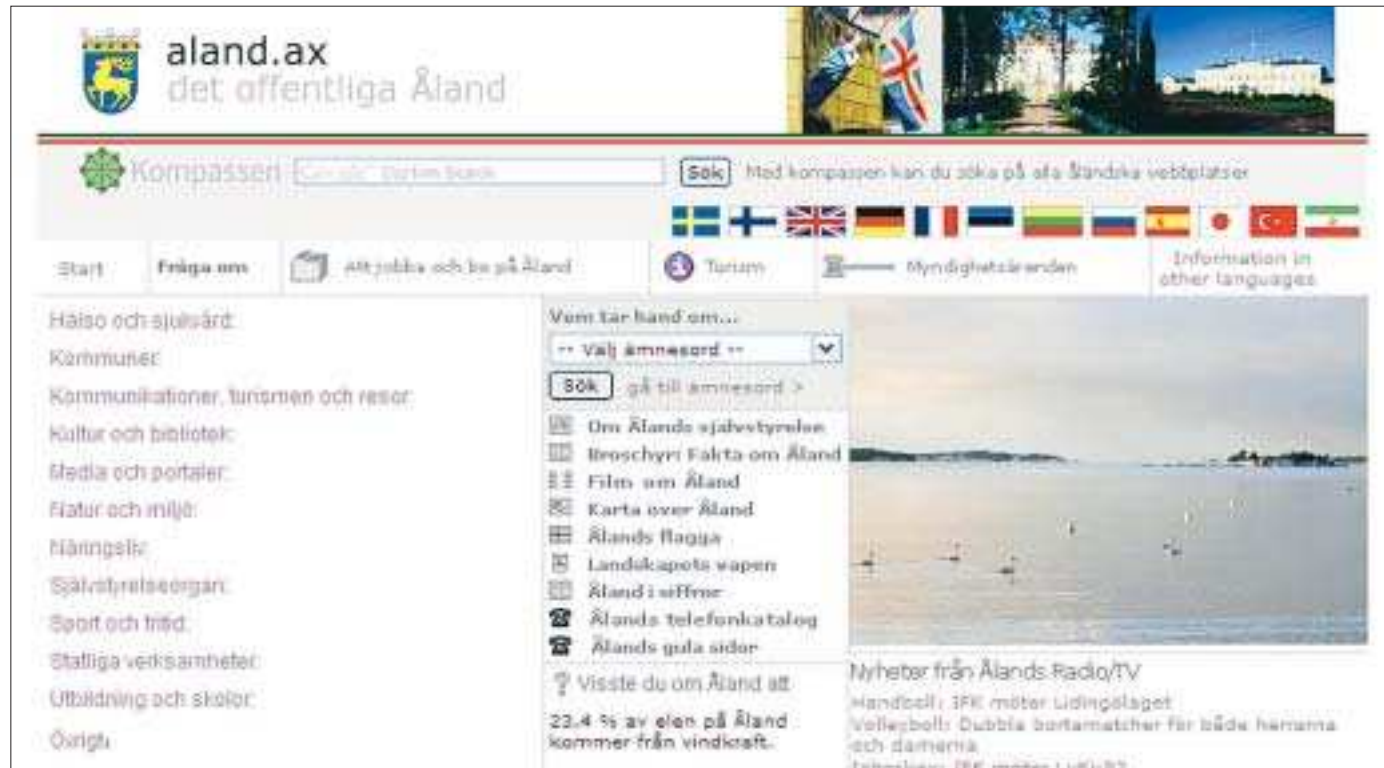 aland.ax
det offentliga Åland
Kompassen
Sök
Med kompassen kan du söka på alla åländska webbplatser
Start
Fråga om
Att jobba och bo på Åland
Turism
Myndighetsärenden
Information in
other languages
Hälso och sjukvård:
Kommuner:
Kommunikationer, turismen och resor:
Kultur och bibliotek:
Media och portaler:
Natur och miljö:
Näringsliv:
Självstyrelseorgan:
Sport och fritid:
Statliga verksamheter:
Utbildning och skolor:
Övrigt:
Vem tar hand om...
-- Välj ämnesord --
Sök gå till ämnesord >
Om Ålands självstyrelse
Broschyr: Fakta om Åland
Film om Åland
Karta över Åland
Ålands flagga
Landskapets vapen
Åland i siffror
Ålands telefonkatalog
Ålands gula sidor
? Visste du om Åland att
23.4 % av elen på Åland
kommer från vindkraft.
Nyheter från Ålands Radio/TV
Handboll: IFK möter Lidingölaget
Volleyboll: Dubbla bortamatcher för både herrarna
och damerna
IFK möter